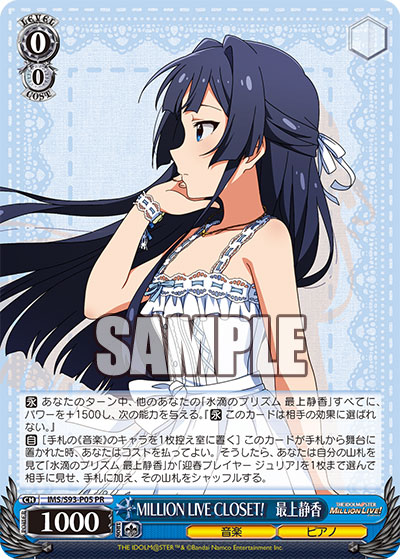 LEVEL
0
0
COST
SAMPLE
永 あなたのターン中、他のあなたの「水滴のプリズム 最上静香」すべてに、
パワーを+1500し、次の能力を与える。『永 このカードは相手の効果に選ばれ
ない。』
自 [手札の《音楽》のキャラを1枚控え室に置く] このカードが手札から舞台に
置かれた時、あなたはコストを払ってよい。そうしたら、あなたは自分の山札を
見て「水滴のプリズム 最上静香」か「迎春プレイヤー ジュリア」を1枚まで選ん
で相手に見せ、手札に加え、その山札をシャッフルする。
CH IMS/S93-P05 PR
1000
MILLION LIVE CLOSET! 最上静香
THE IDOLM@STER
MILLION LIVE!
音楽
ピアノ
THE IDOLM@STER™&©Bandai Namco Entertainment Inc.